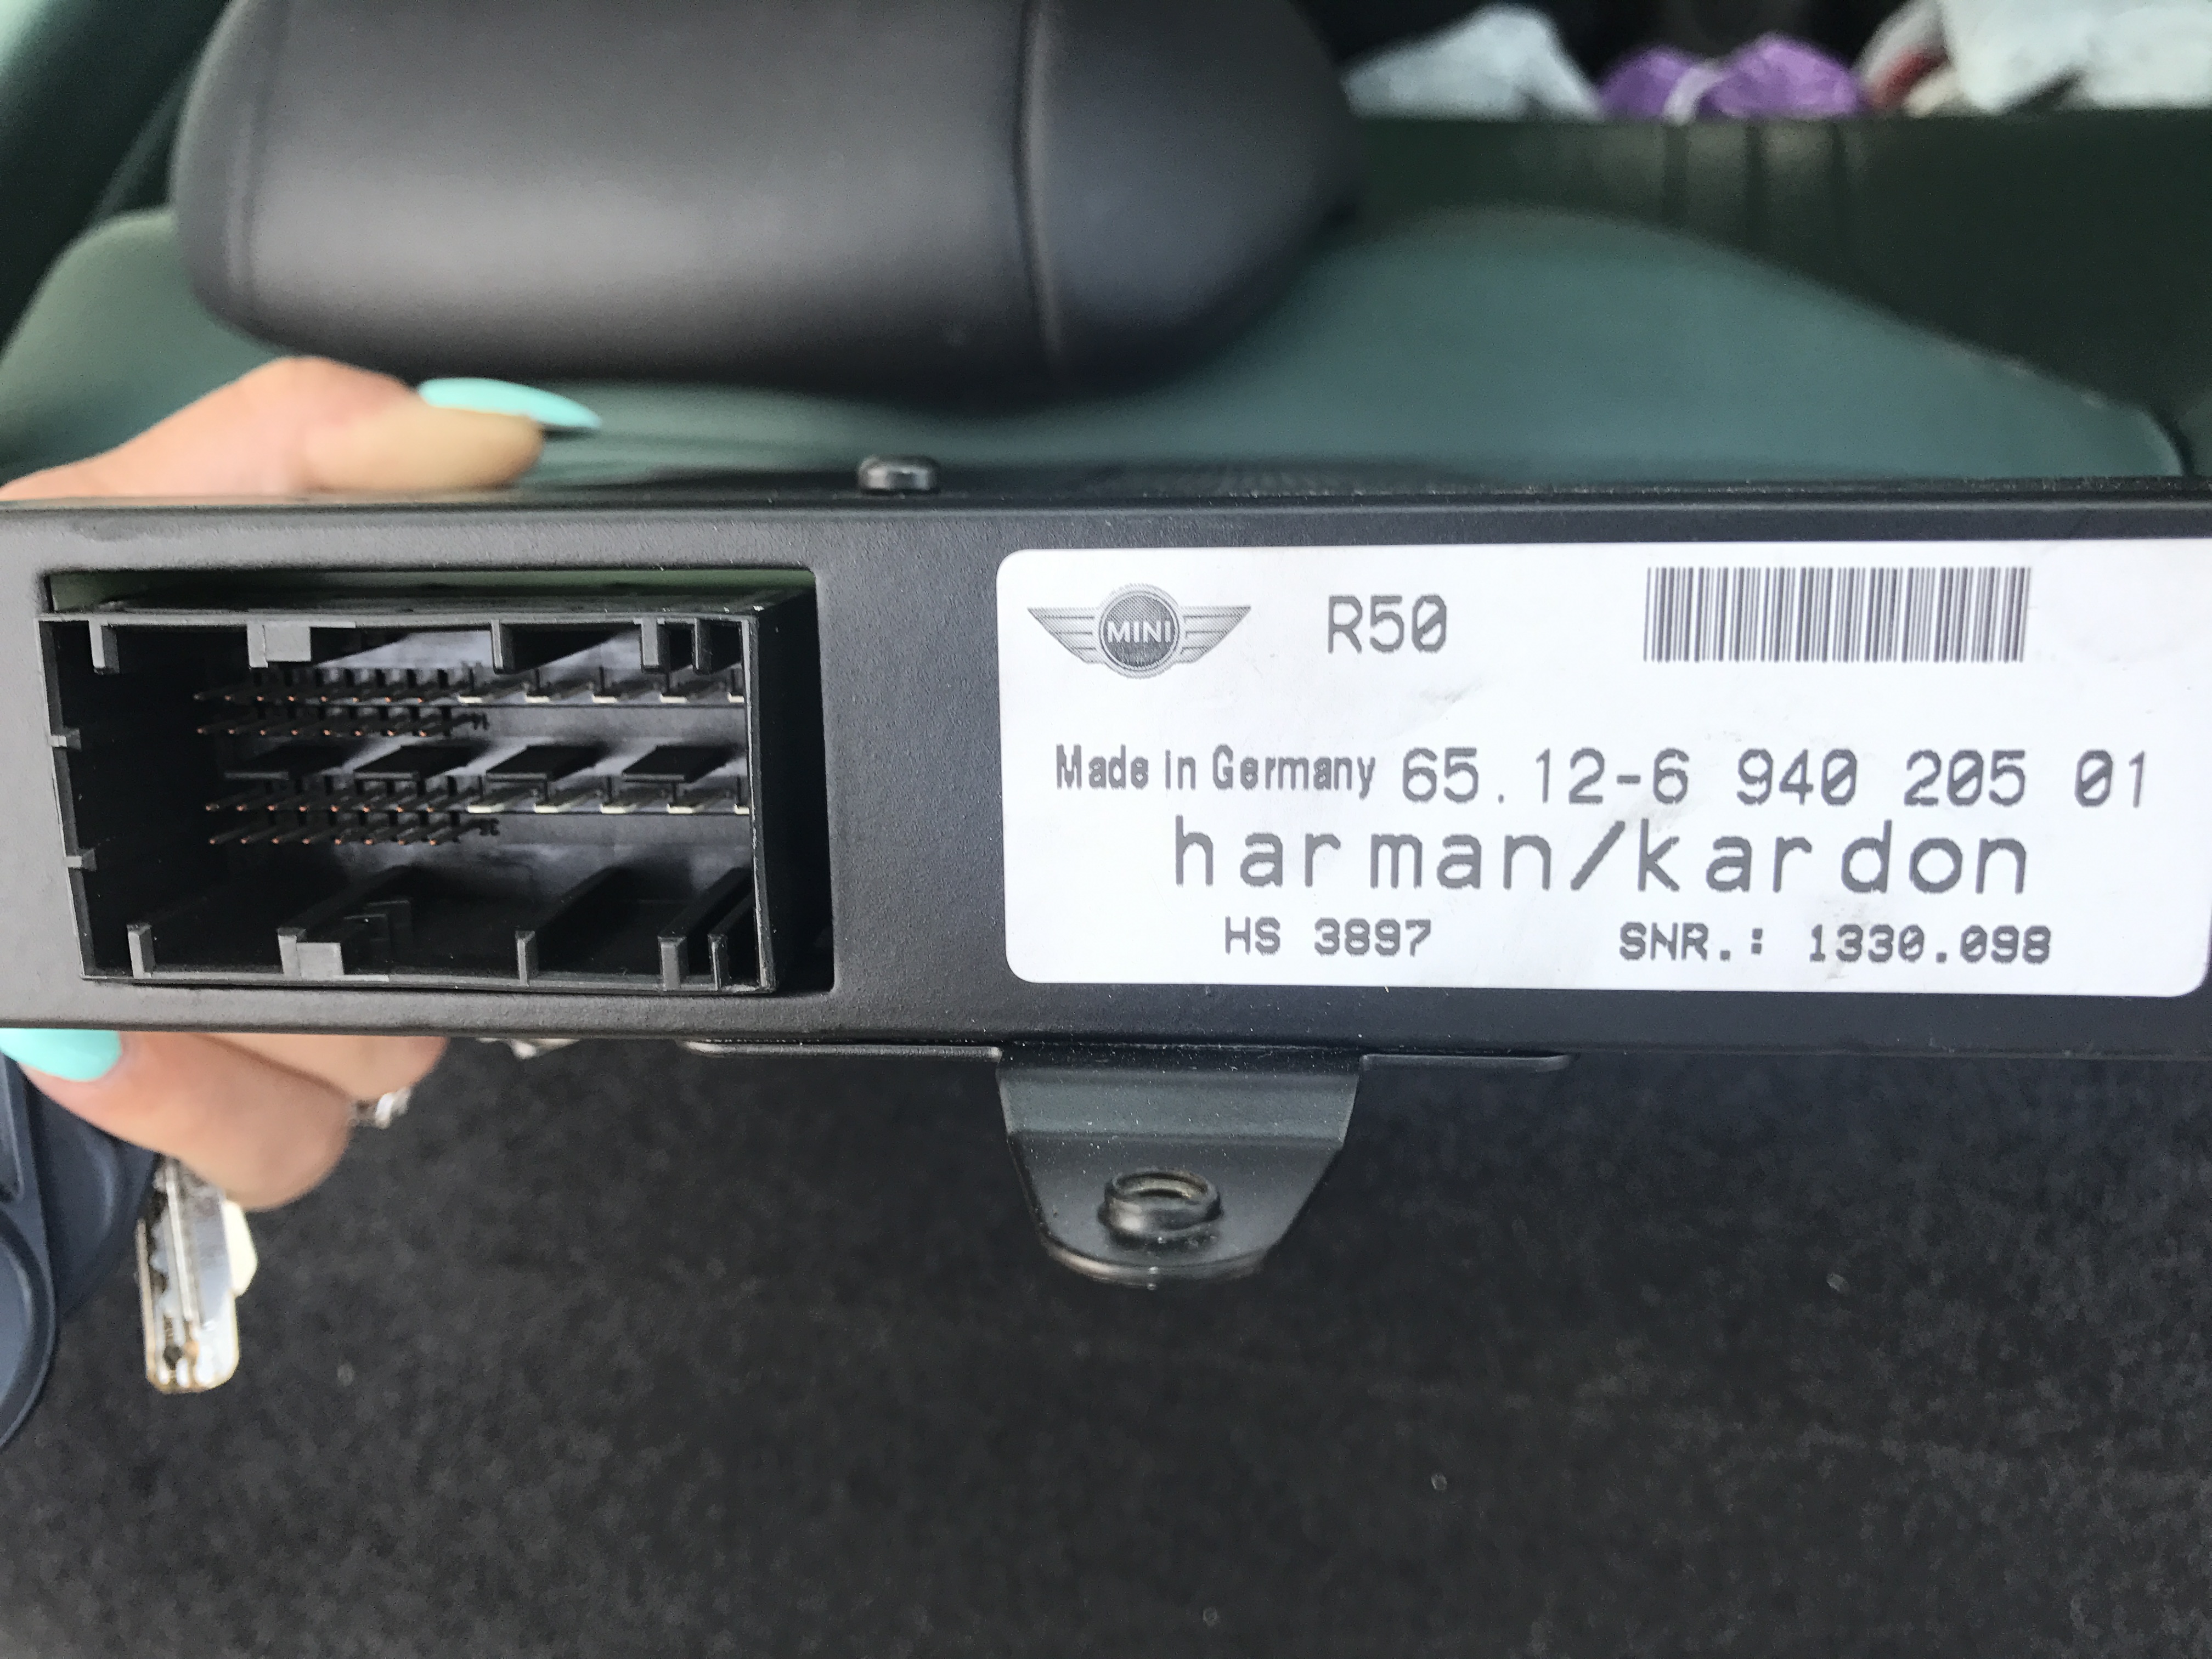 MINI R50
Made in Germany 65.12-6 940 205 01
harman/kardon
HS 3897 SNR.: 1330.098